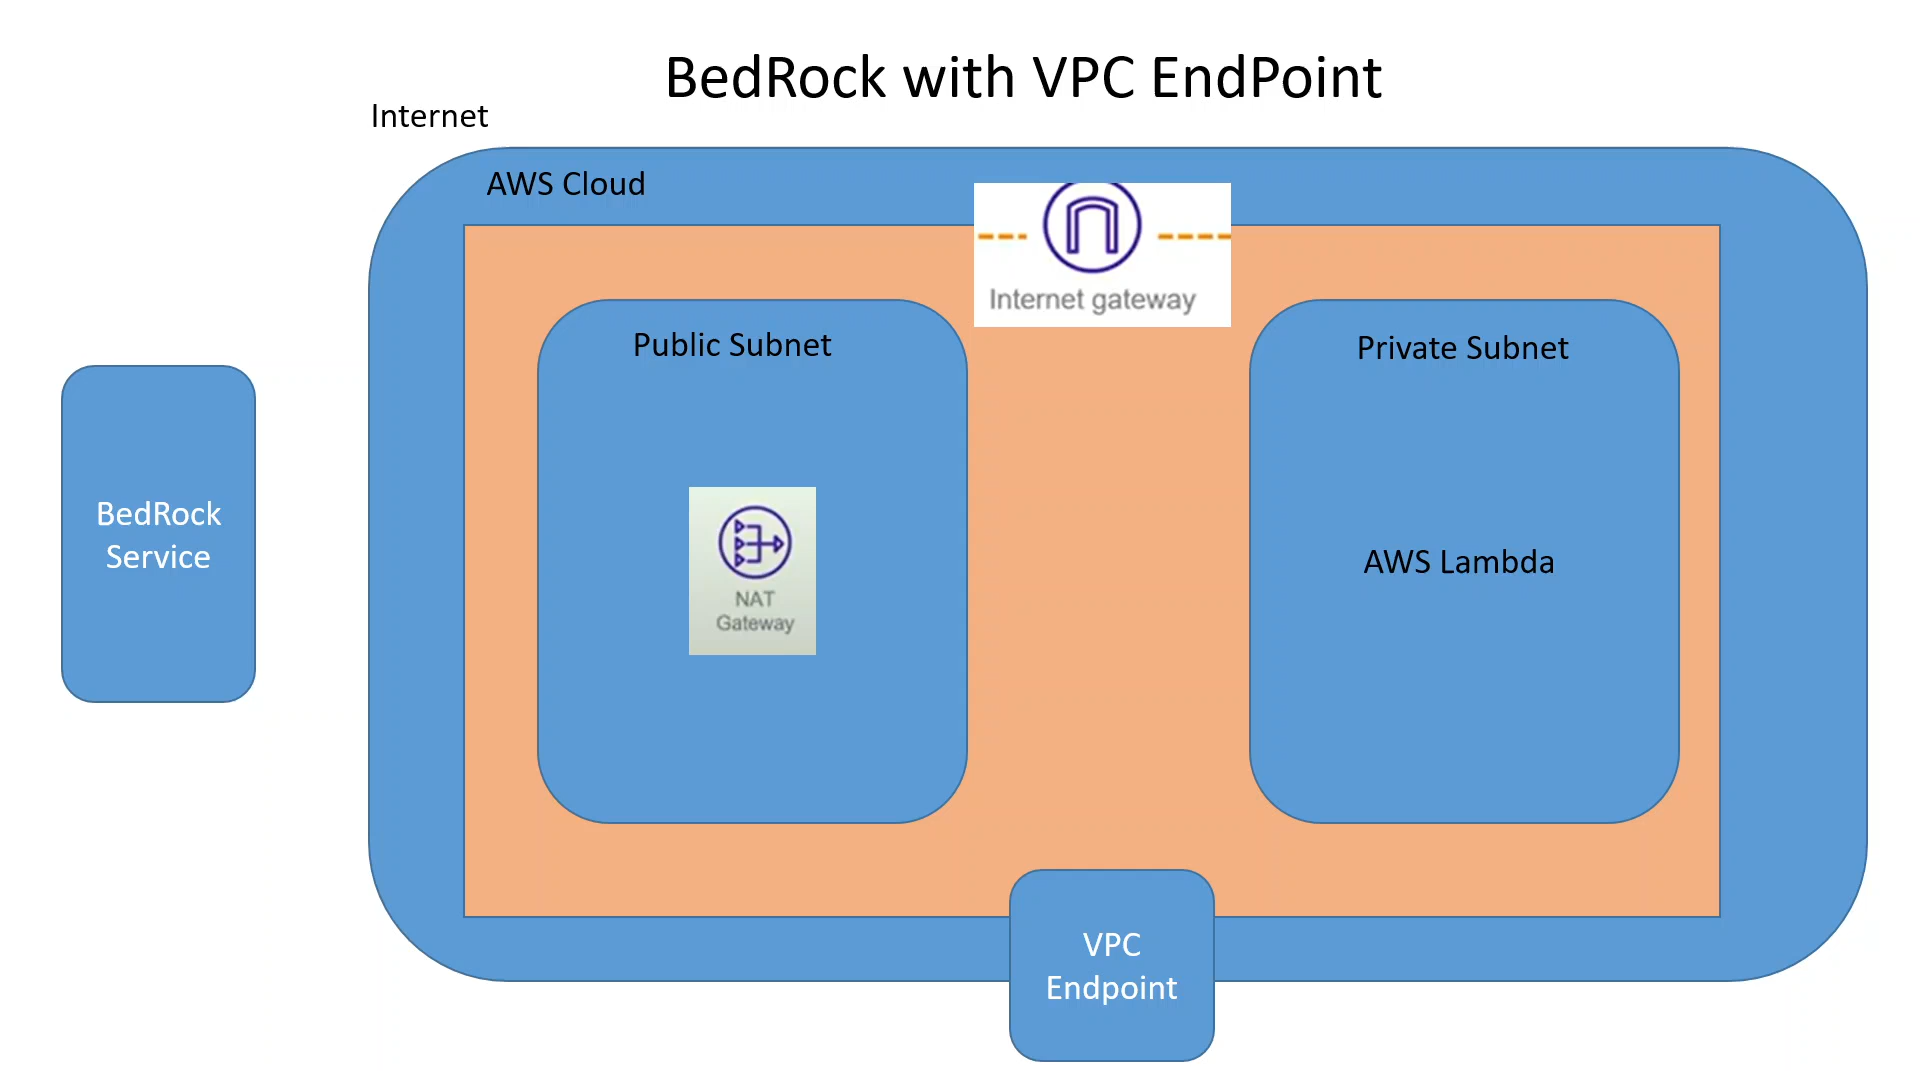 BedRock with VPC EndPoint
Internet
AWS Cloud
Internet gateway
Public Subnet
Private Subnet
BedRock
Service
NAT
Gateway
AWS Lambda
VPC
Endpoint